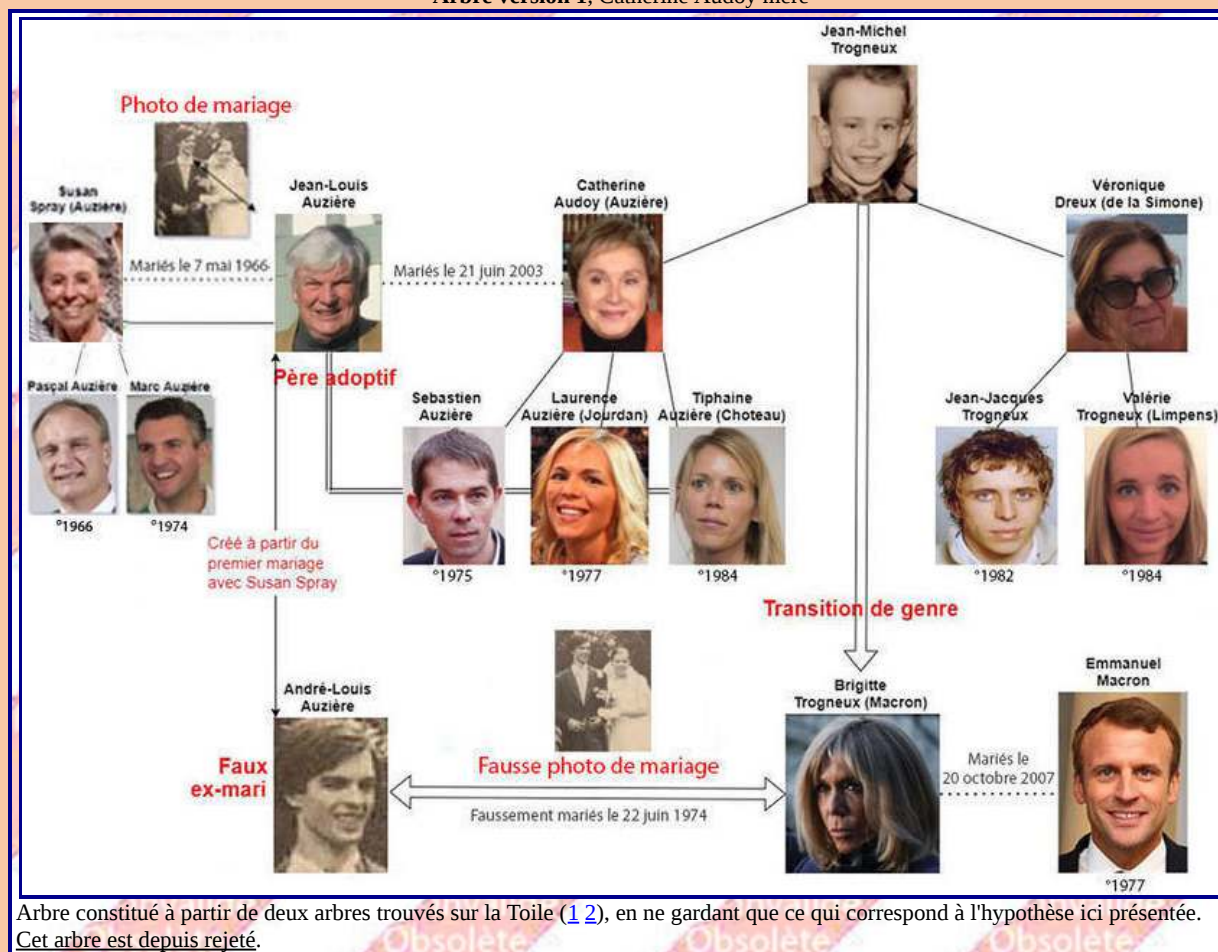 Arbre version 1, Catherine Audoy mère
Jean-Michel
Trogneux
Photo de mariage
Susan
Spray (Auzière)
Jean-Louis
Auzière
Catherine
Audoy (Auzière)
Véronique
Dreux (de la Simone)
Mariés le 7 mai 1966
Mariés le 21 juin 2003
Père adoptif
Pascal Auzière
Marc Auzière
Sebastien
Auzière
Laurence
Auzière (Jourdan)
Tiphaine
Auzière (Choteau)
Jean-Jacques
Trogneux
Valérie
Trogneux (Limpens)
°1966
°1974
°1975
°1977
°1984
°1982
°1984
Créé à partir du
premier mariage
avec Susan Spray
Transition de genre
André-Louis
Auzière
Brigitte
Trogneux (Macron)
Emmanuel
Macron
Faux
ex-mari
Fausse photo de mariage
Faussement mariés le 22 juin 1974
Mariés le
20 octobre 2007
°1977
Arbre constitué à partir de deux arbres trouvés sur la Toile (1 2), en ne gardant que ce qui correspond à l'hypothèse ici présentée.
Cet arbre est depuis rejeté.
Obsolète
Obsolète
Obsolète